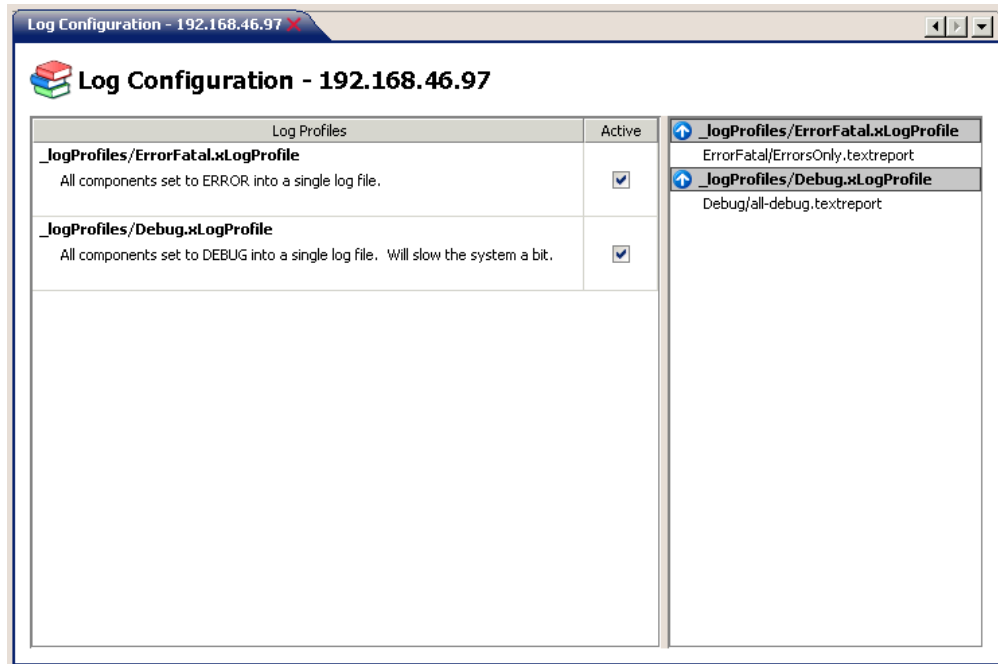 Log Configuration - 192.168.46.97
Log Configuration - 192.168.46.97
Log Profiles
Active
_logProfiles/ErrorFatal.xLogProfile
All components set to ERROR into a single log file.
_logProfiles/Debug.xLogProfile
All components set to DEBUG into a single log file.  Will slow the system a bit.
_logProfiles/ErrorFatal.xLogProfile
ErrorFatal/ErrorsOnly.textreport
_logProfiles/Debug.xLogProfile
Debug/all-debug.textreport